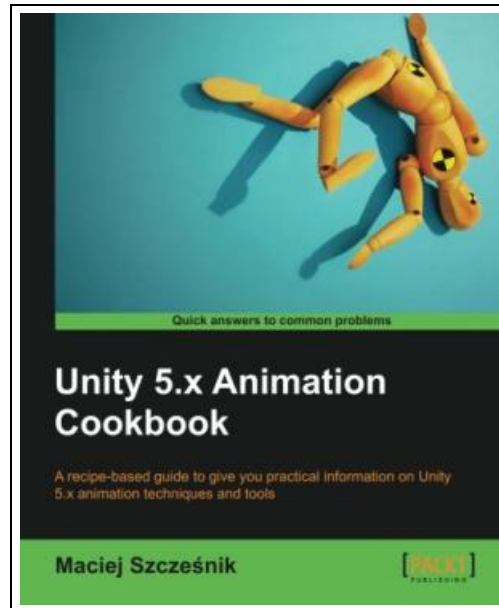 Quick answers to common problems
Unity 5.x Animation
Cookbook
A recipe-based guide to give you practical information on Unity
5.x animation techniques and tools
Maciej Szcześnik
[PACKT]
PUBLISHING